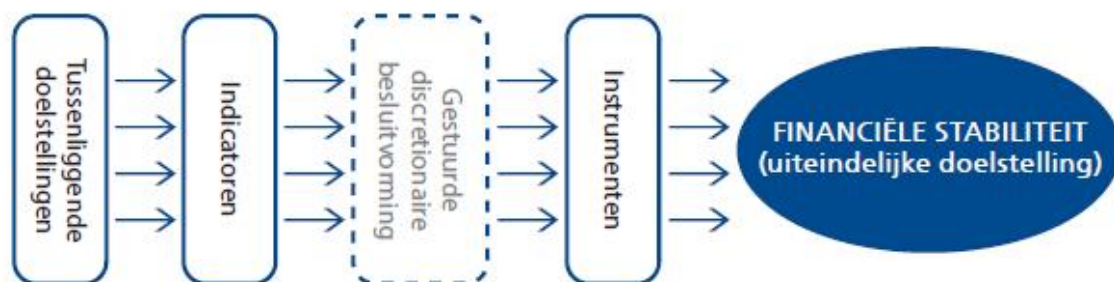 Tussenliggende
doelstellingen
Indicatoren
Gestuurde
discretionaire
besluitvorming
Instrumenten
FINANCIËLE STABILITEIT
(uiteindelijke doelstelling)